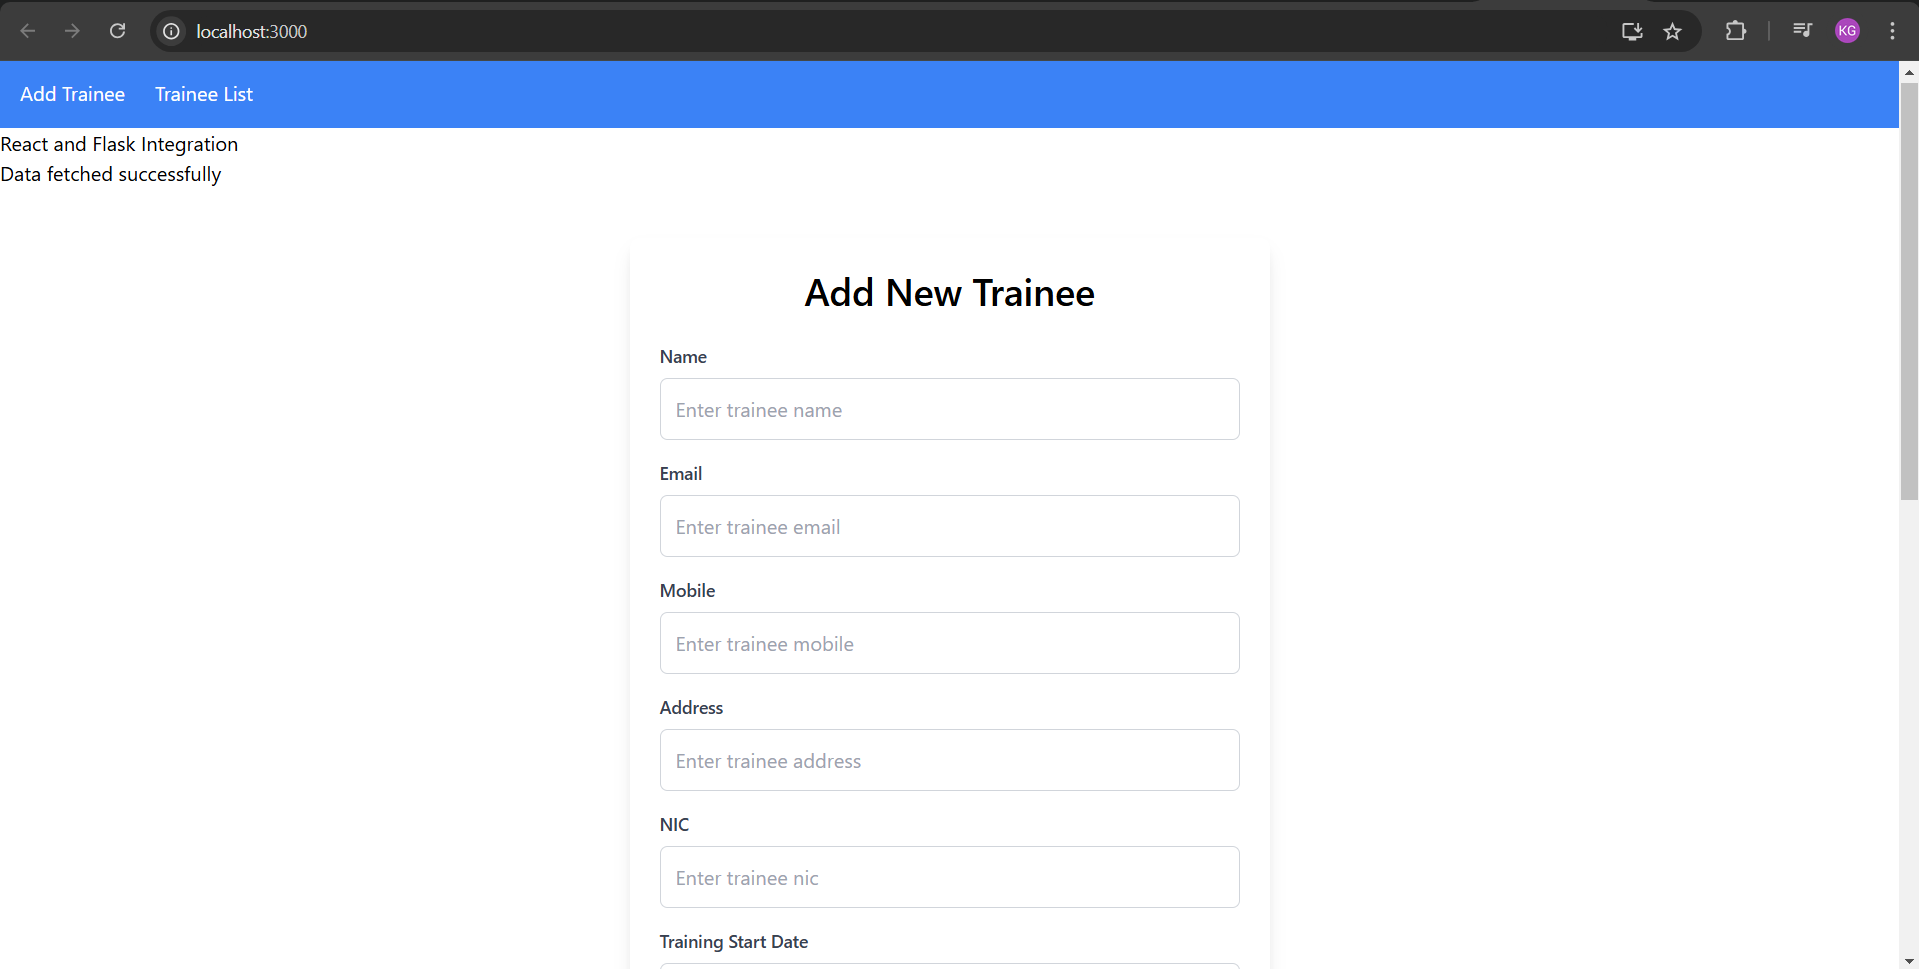 localhost:3000
KG
Add Trainee Trainee List
React and Flask Integration
Data fetched successfully
Add New Trainee
Name
Enter trainee name
Email
Enter trainee email
Mobile
Enter trainee mobile
Address
Enter trainee address
NIC
Enter trainee nic
Training Start Date